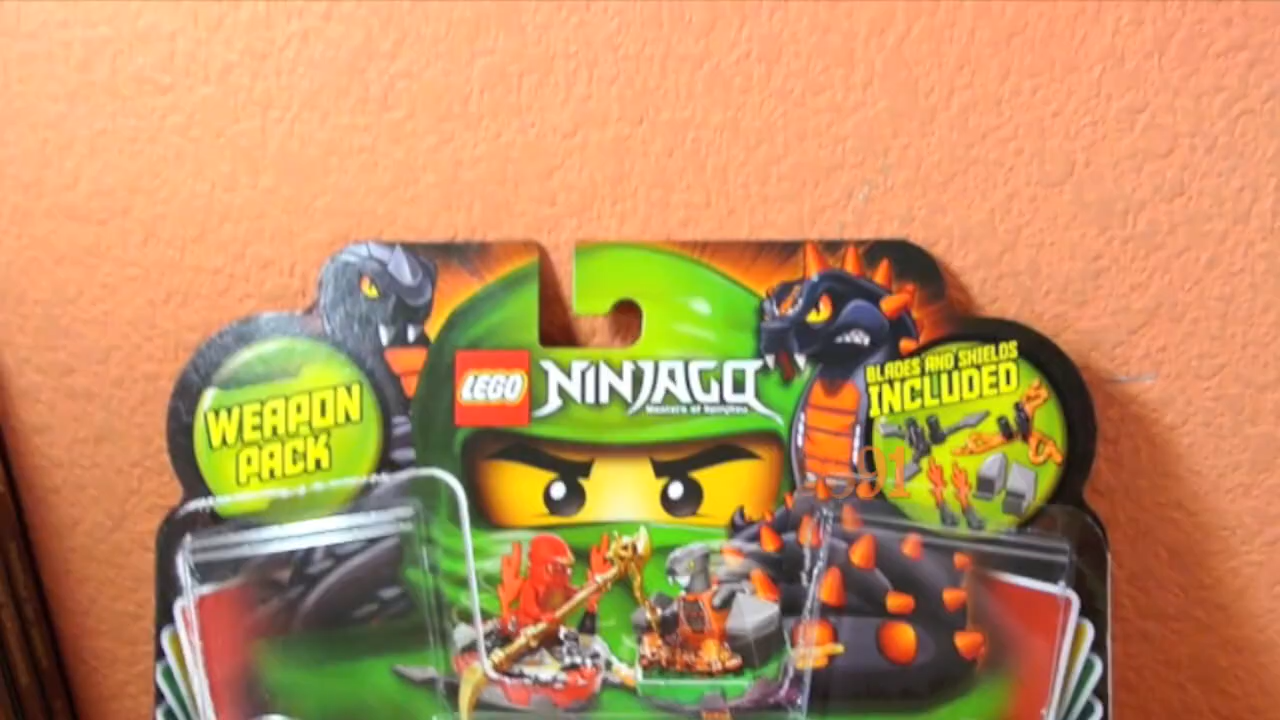 WEAPON
PACK
LEGO NINJAGO
BLADES AND SHIELDS
INCLUDED